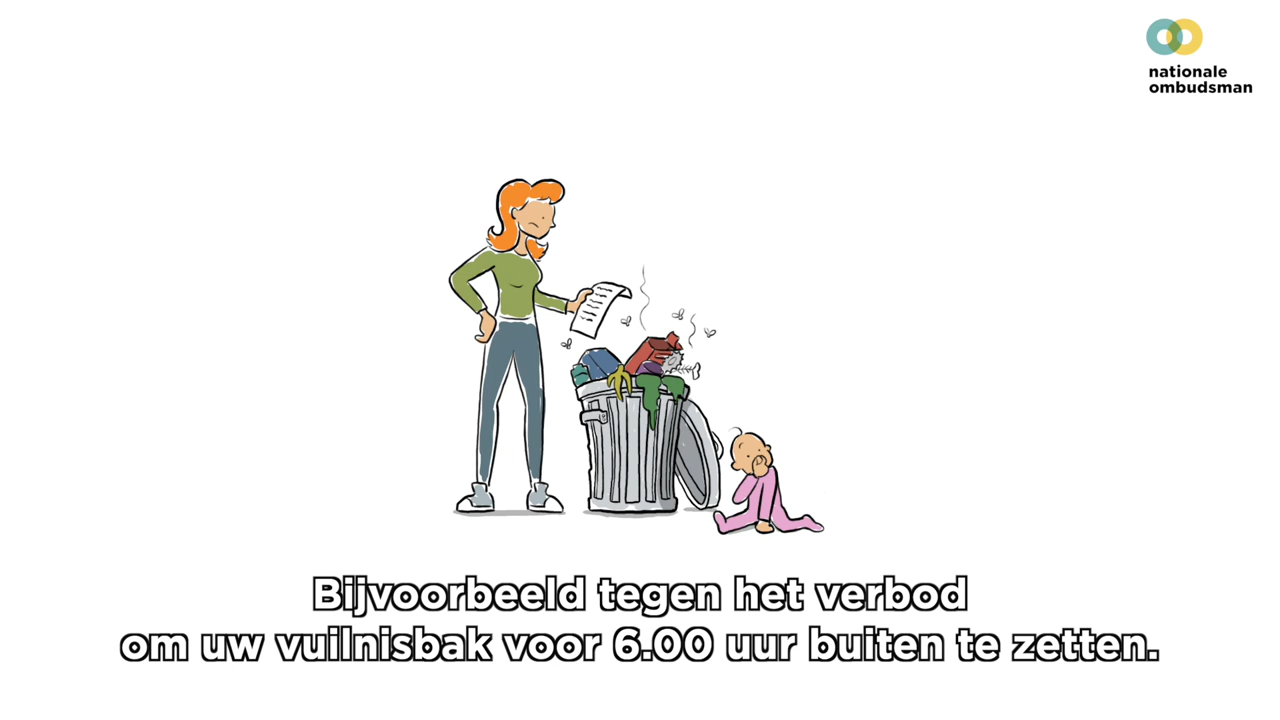 nationale
ombudsman
Bijvoorbeeld tegen het verbod
om uw vuilnisbak voor 6.00 uur buiten te zetten.